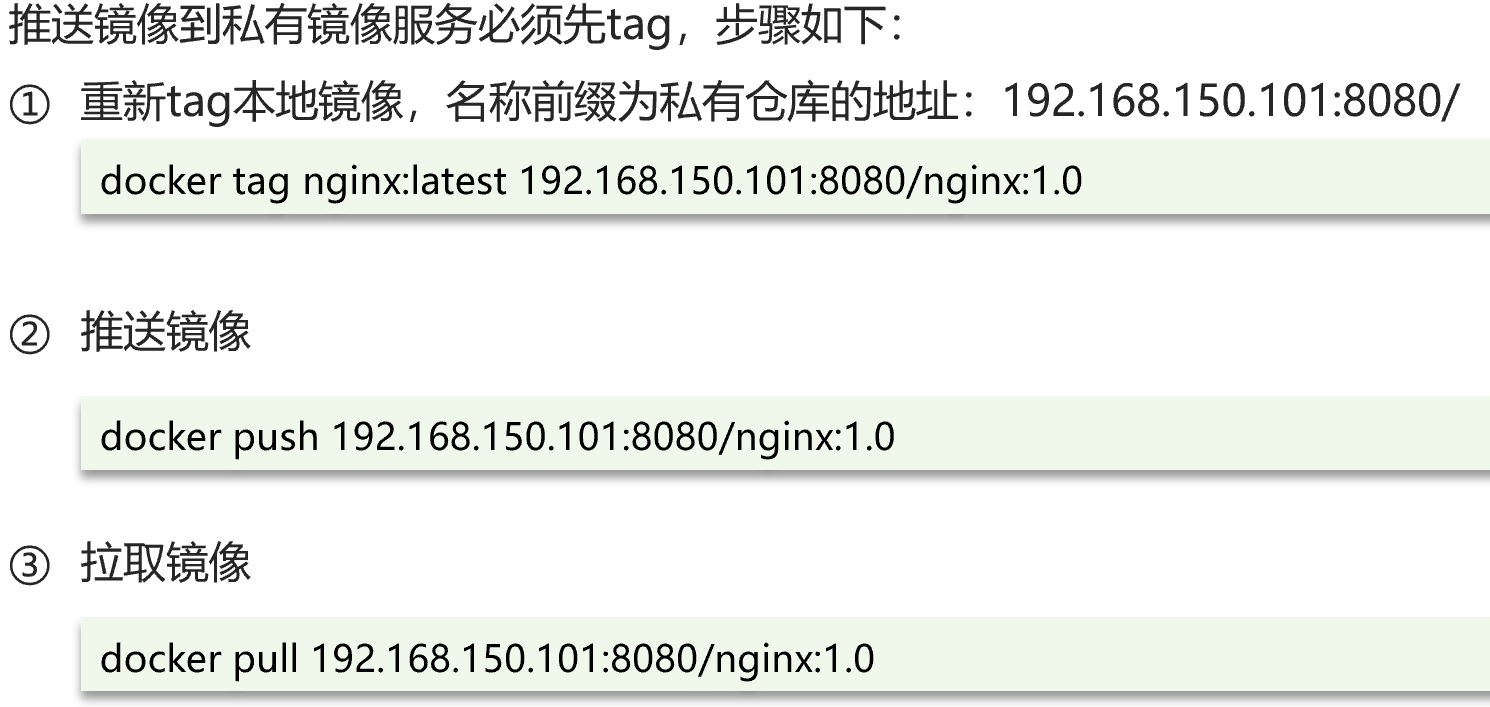 推送镜像到私有镜像服务必须先tag，步骤如下：
① 重新tag本地镜像，名称前缀为私有仓库的地址：192.168.150.101:8080/
docker tag nginx:latest 192.168.150.101:8080/nginx:1.0
② 推送镜像
docker push 192.168.150.101:8080/nginx:1.0
③ 拉取镜像
docker pull 192.168.150.101:8080/nginx:1.0